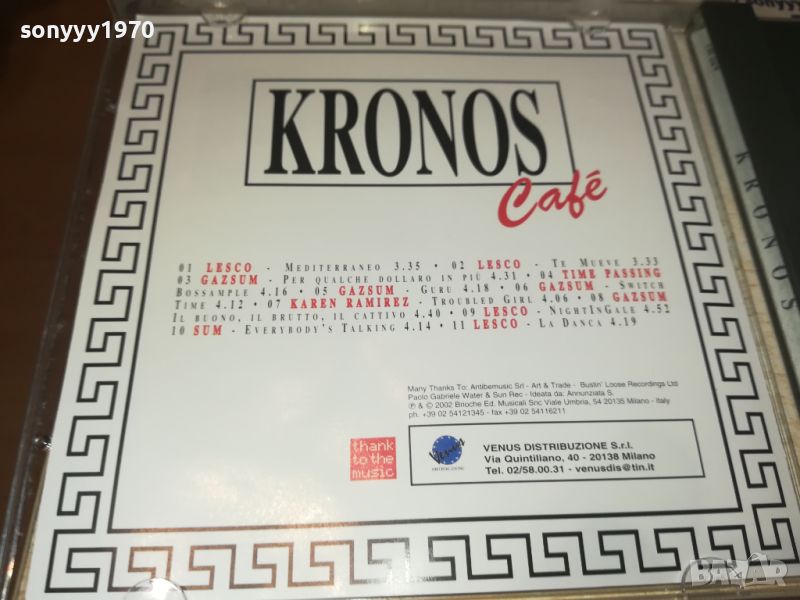 sonyyy1970
KRONOS
Café
01 LESCO - MEDITERRANEO 3.35 • 02 LESCO - TE MUEVE 3.33
03 GAZSUM - PER QUALCHE DOLLARO IN PIÙ 4.31 • 04 TIME PASSING
BOSSAMPLE 4.16 • 05 GAZSUM - GURU 4.18 • 06 GAZSUM - SWITCH
TIME 4.12 • 07 KAREN RAMIREZ - TROUBLED GIRL 4.06 • 08 GAZSUM
IL BUONO, IL BRUTTO, IL CATTIVO 4.40 • 09 LESCO - NIGHTINGALE 4.52
10 SUM - EVERYBODY'S TALKING 4.14 • 11 LESCO - LA DANCA 4.19
Many Thanks To: Antibemusic Srl - Art & Trade - Bustin' Loose Recordings Ltd
Paolo Gabriele Water & Sun Rec - Ideata da: Annunziata S.
℗ & © 2002 Brioche Ed. Musicali Snc Viale Umbria, 54 20135 Milano - Italy
ph. +39 02 54121345 - fax +39 02 54116211
thank
to the
music
Venus
DISTRIBUZIONE
VENUS DISTRIBUZIONE S.r.l.
Via Quintiliano, 40 - 20138 Milano
Tel. 02/58.00.31 - venusdis@tin.it
KRONOS
BAZAR